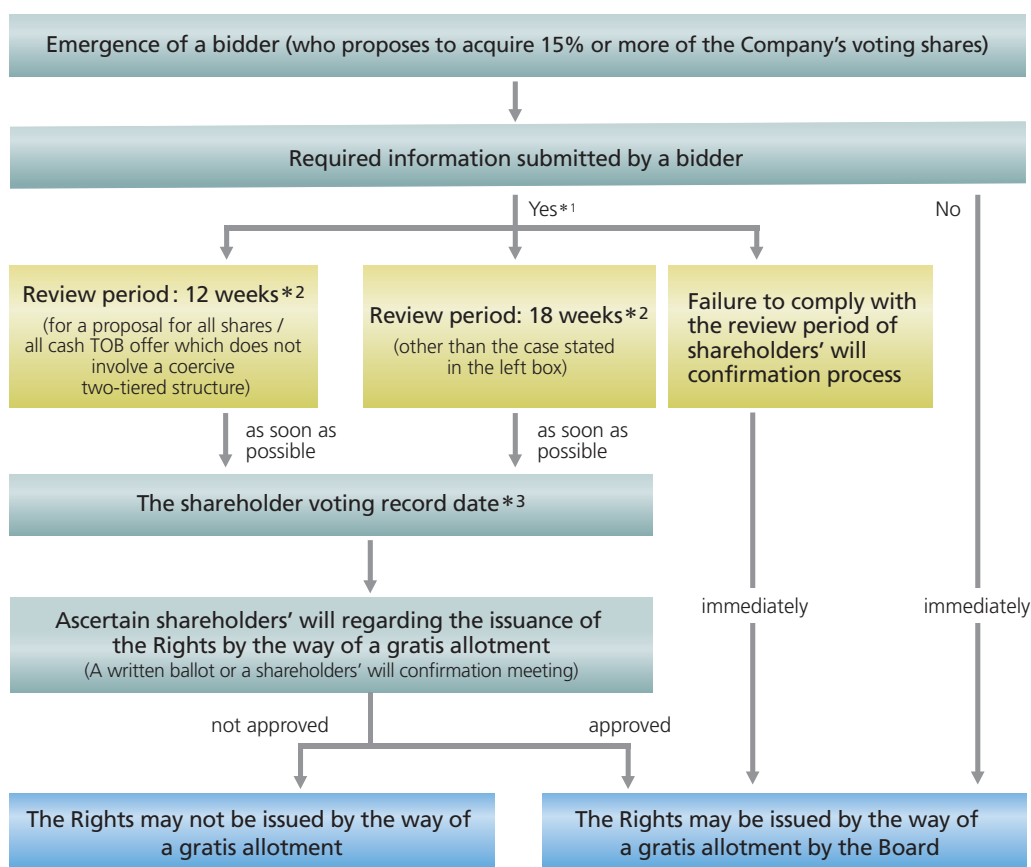 Emergence of a bidder (who proposes to acquire 15% or more of the Company's voting shares)
Required information submitted by a bidder
Yes*1
No
Review period: 12 weeks*2
(for a proposal for all shares /
all cash TOB offer which does not
involve a coercive
two-tiered structure)
Review period: 18 weeks*2
(other than the case stated
in the left box)
Failure to comply with
the review period of
shareholders' will
confirmation process
as soon as
possible
as soon as
possible
The shareholder voting record date*3
immediately
immediately
Ascertain shareholders' will regarding the issuance of
the Rights by the way of a gratis allotment
(A written ballot or a shareholders' will confirmation meeting)
not approved
approved
The Rights may not be issued by the way of
a gratis allotment
The Rights may be issued by the way of
a gratis allotment by the Board